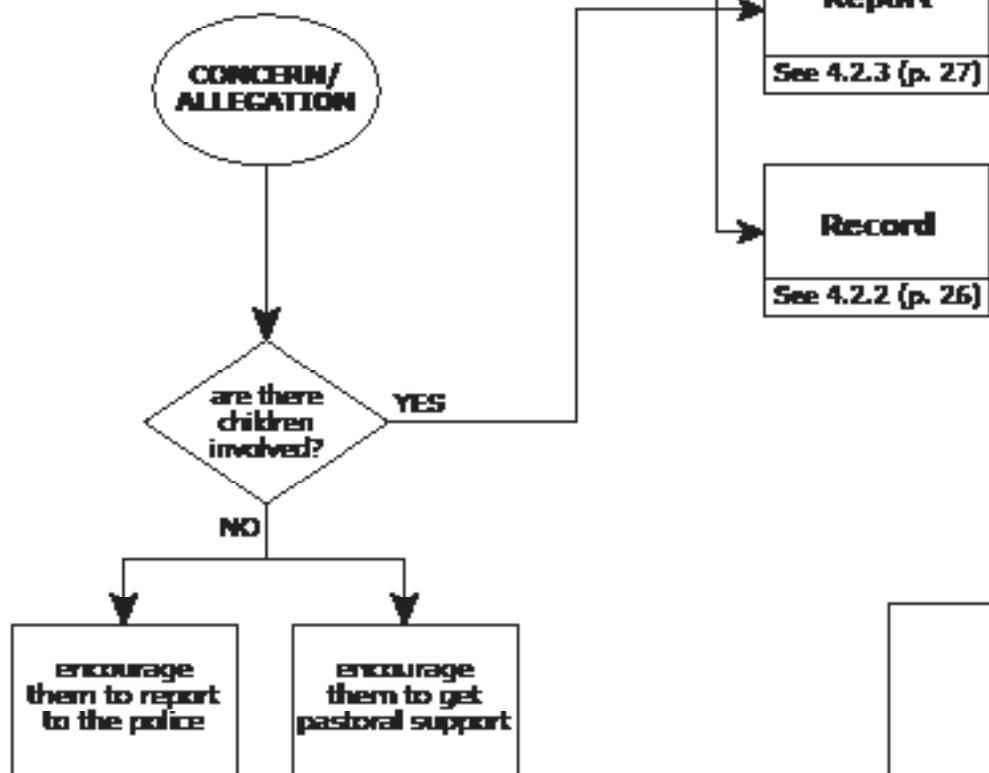 CONCERN/
ALLEGATION
Report
See 4.2.3 (p. 27)
Record
See 4.2.2 (p. 26)
are there
children
involved?
YES
NO
encourage
them to report
to the police
encourage
them to get
pastoral support